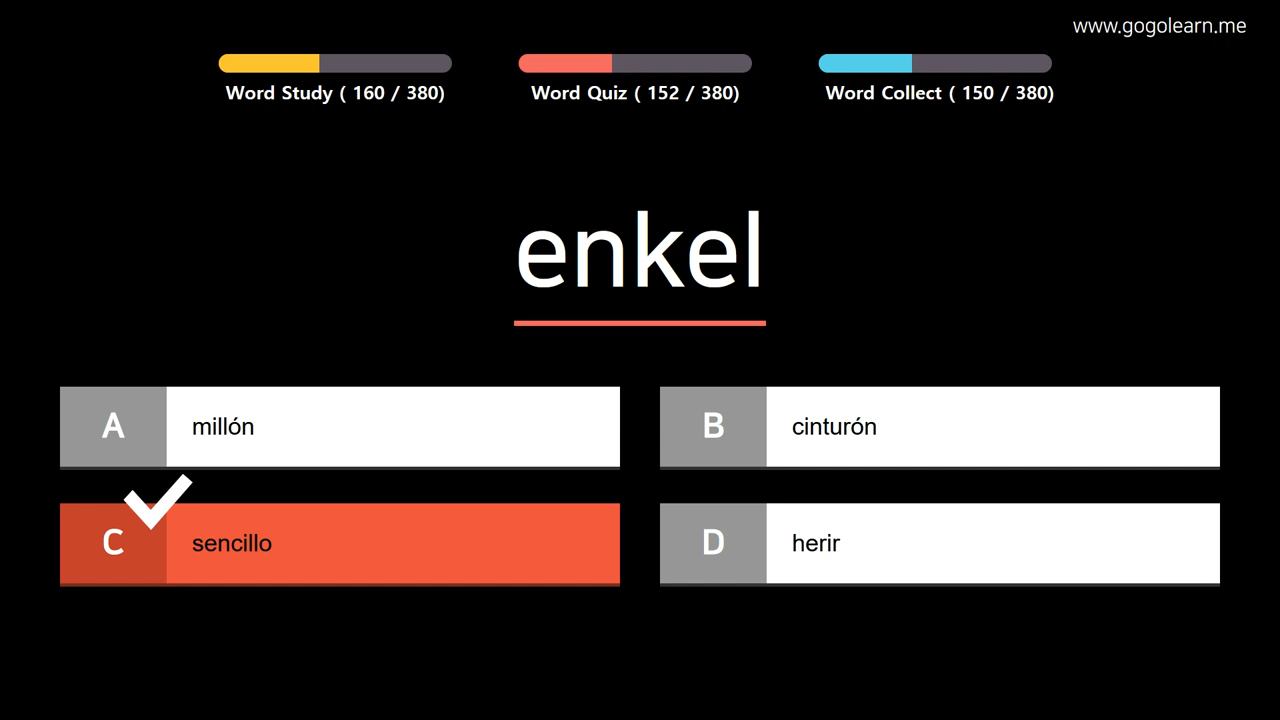 www.gogolearn.me
Word Study ( 160 / 380)
Word Quiz ( 152 / 380)
Word Collect ( 150 / 380)
enkel
A millón
B cinturón
C sencillo
D herir